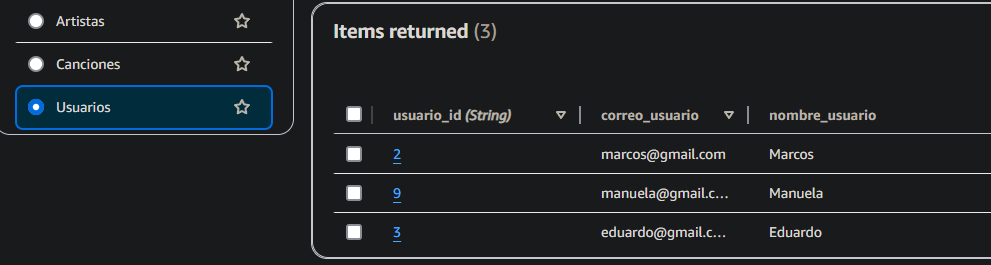 Artistas
Canciones
Usuarios
Items returned (3)
usuario_id (String) correo_usuario nombre_usuario
2 marcos@gmail.com Marcos
9 manuela@gmail.c... Manuela
3 eduardo@gmail.c... Eduardo